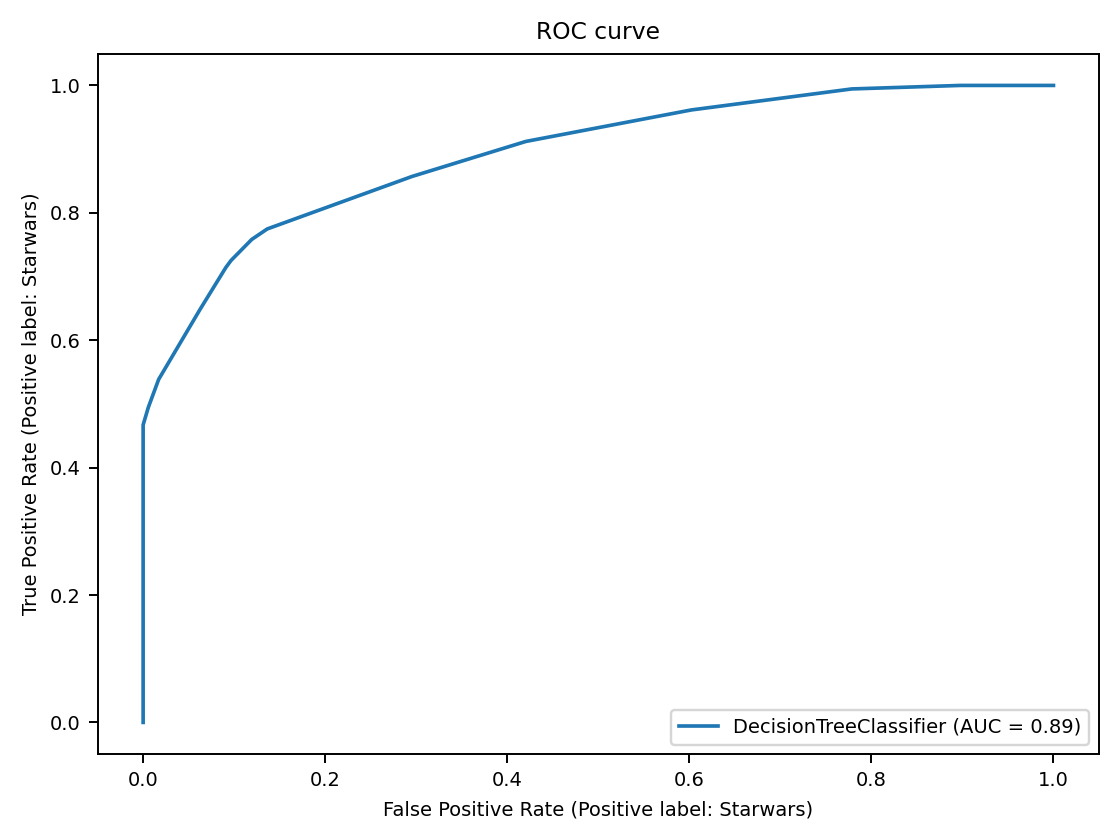 ROC curve
1.0
0.8
0.6
0.4
0.2
0.0
True Positive Rate (Positive label: Starwars)
DecisionTreeClassifier (AUC = 0.89)
0.0 0.2 0.4 0.6 0.8 1.0
False Positive Rate (Positive label: Starwars)